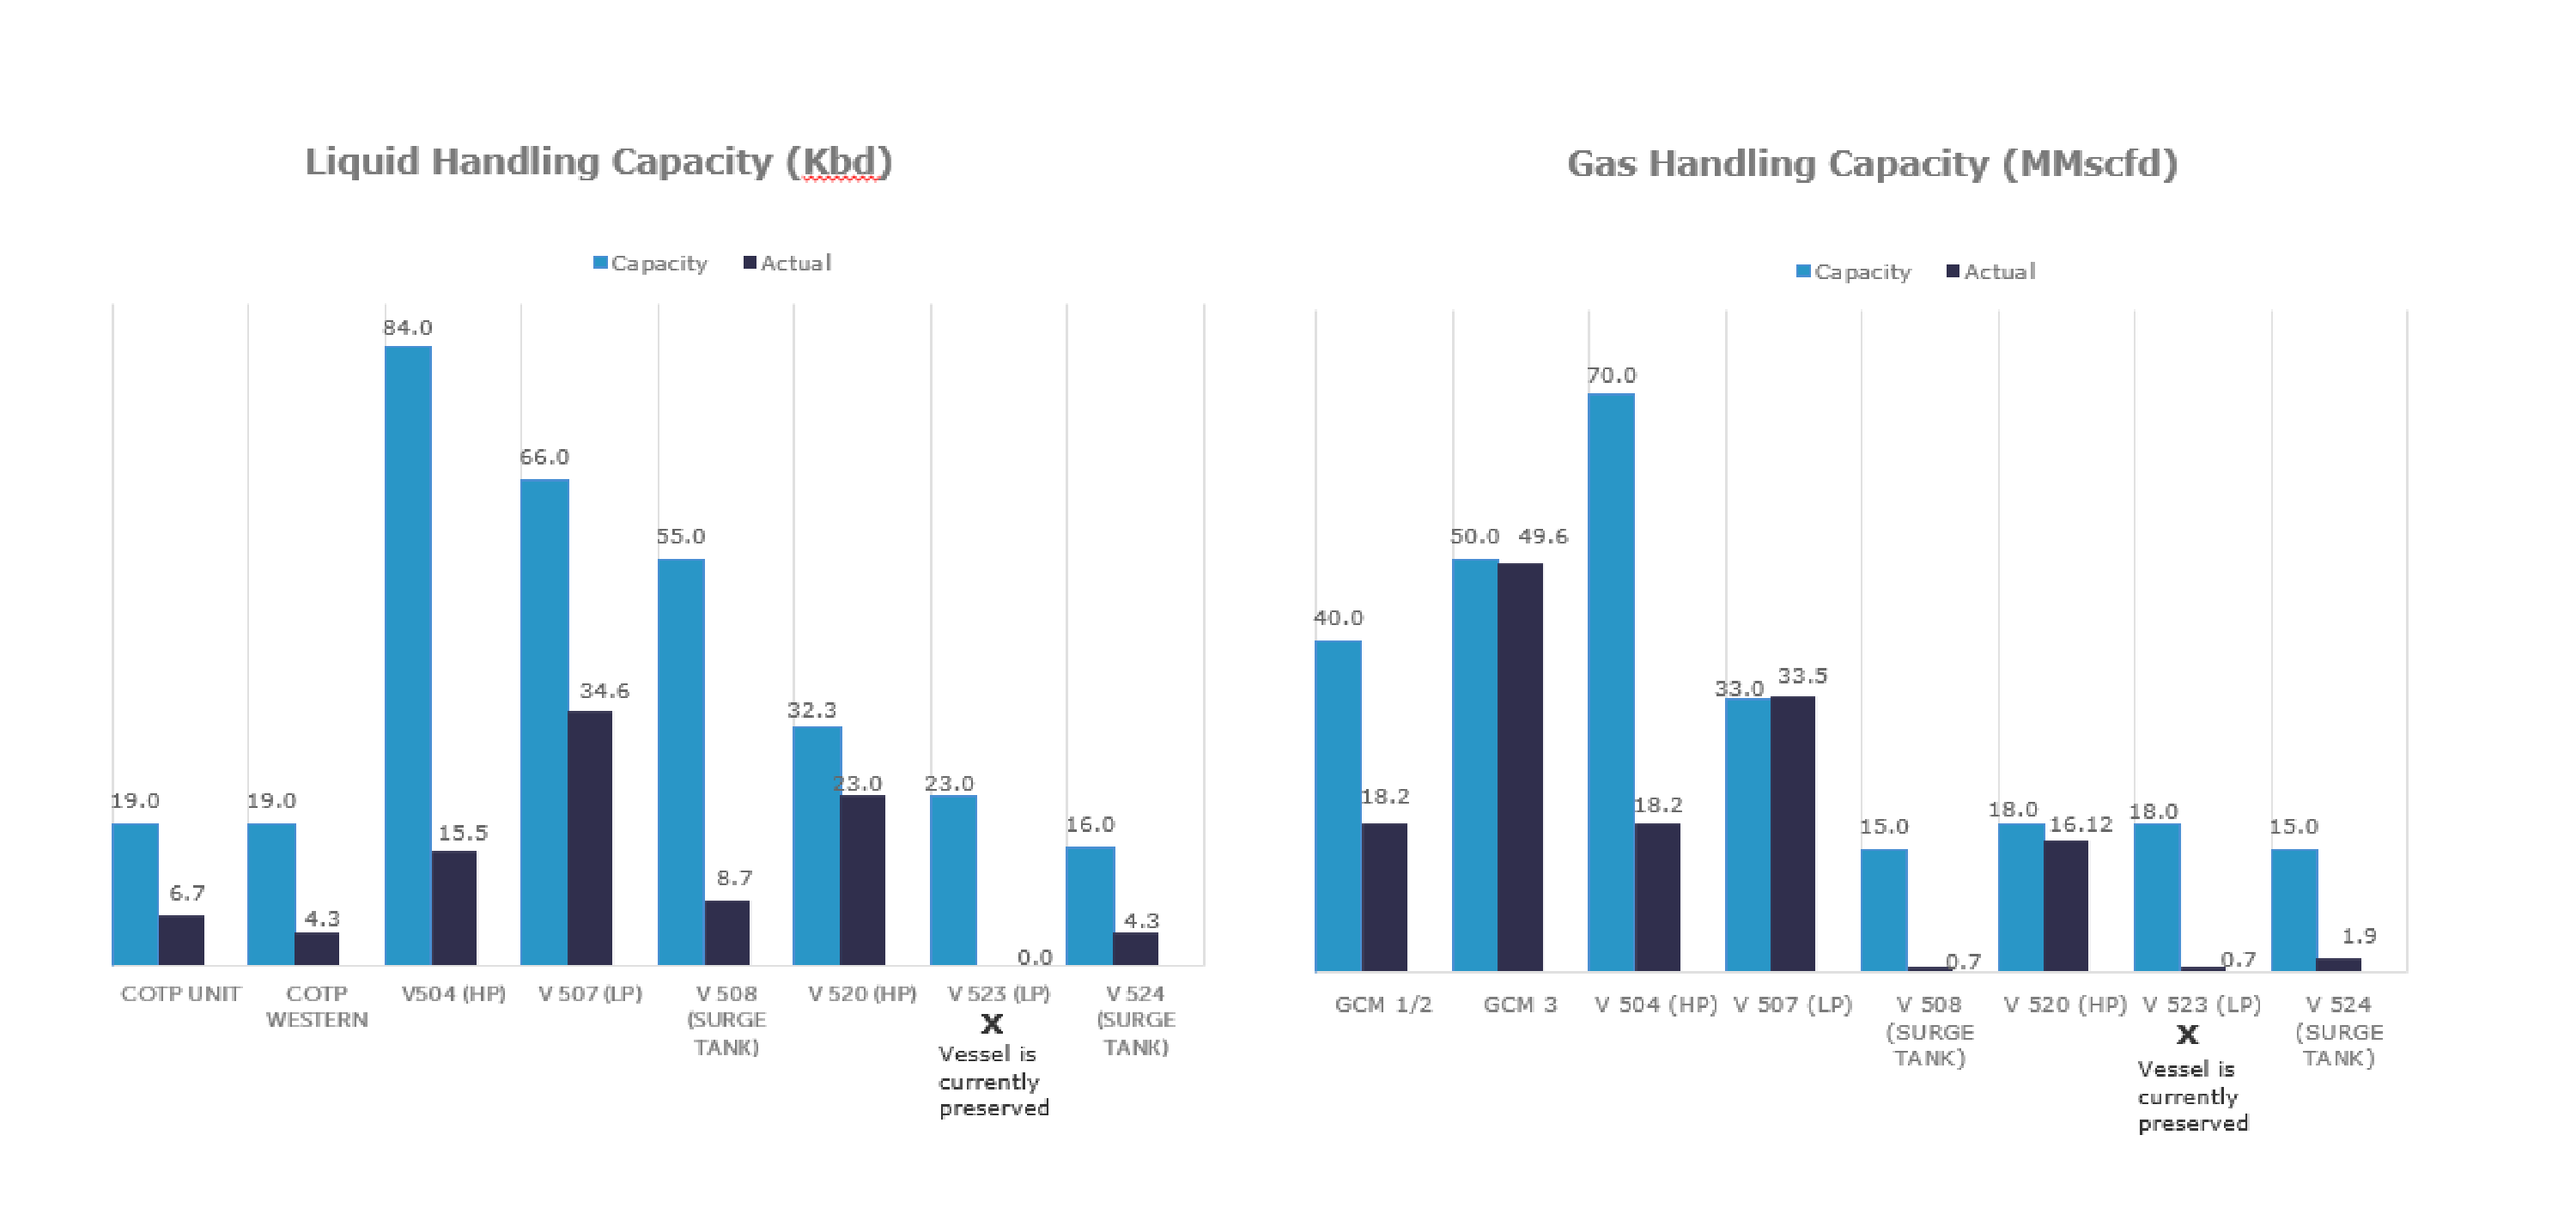 Liquid Handling Capacity (Kbd)
Capacity Actual
84.0
66.0
55.0
34.6
32.3
23.0
23.0
19.0
19.0
15.5
16.0
6.7
4.3
8.7
0.0
4.3
COTP UNIT
COTP
WESTERN
V504 (HP)
V 507 (LP)
V 508
(SURGE
TANK)
V 520 (HP)
V 523 (LP)
X
Vessel is
currently
preserved
V 524
(SURGE
TANK)
Gas Handling Capacity (MMscfd)
Capacity Actual
70.0
50.0
49.6
40.0
33.0
33.5
18.2
18.2
15.0
18.0
16.12
18.0
15.0
0.7
0.7
1.9
GCM 1/2
GCM 3
V 504 (HP)
V 507 (LP)
V 508
(SURGE
TANK)
V 520 (HP)
V 523 (LP)
X
Vessel is
currently
preserved
V 524
(SURGE
TANK)